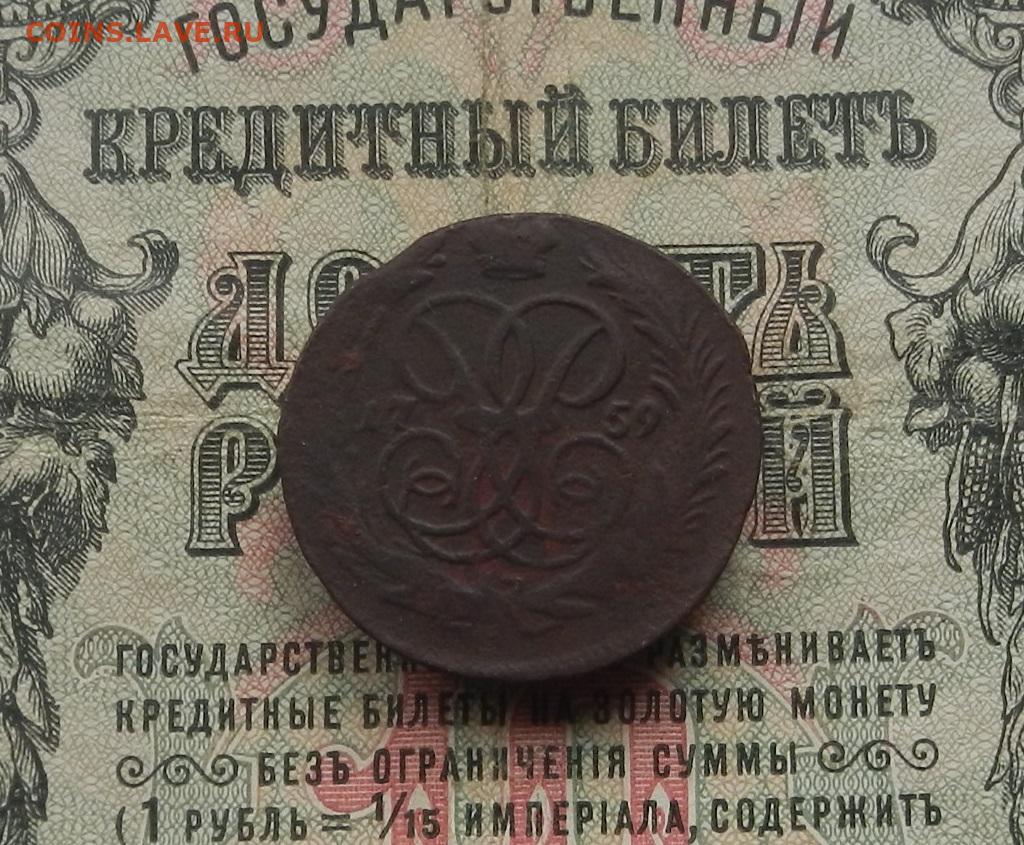 COINS.LAVE.RU
ГОСУДАРСТВЕННЫЙ
КРЕДИТНЫЙ БИЛЕТЪ
17 59
РАЗМѢНИВАЕТЪ
КРЕДИТНЫЕ БИЛЕТЫ НА ЗОЛОТУЮ МОНЕТУ
БЕЗЪ ОГРАНИЧЕНІЯ СУММЫ
(1 РУБЛЬ = 1/15 ИМПЕРІАЛА, СОДЕРЖИТЪ